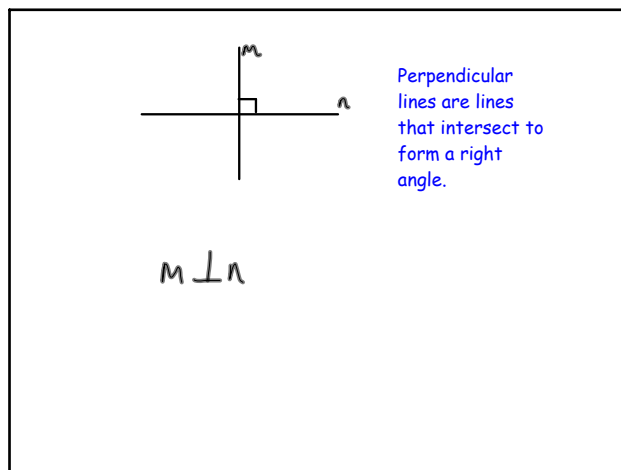 m
n
Perpendicular
lines are lines
that intersect to
form a right
angle.
m ⊥ n